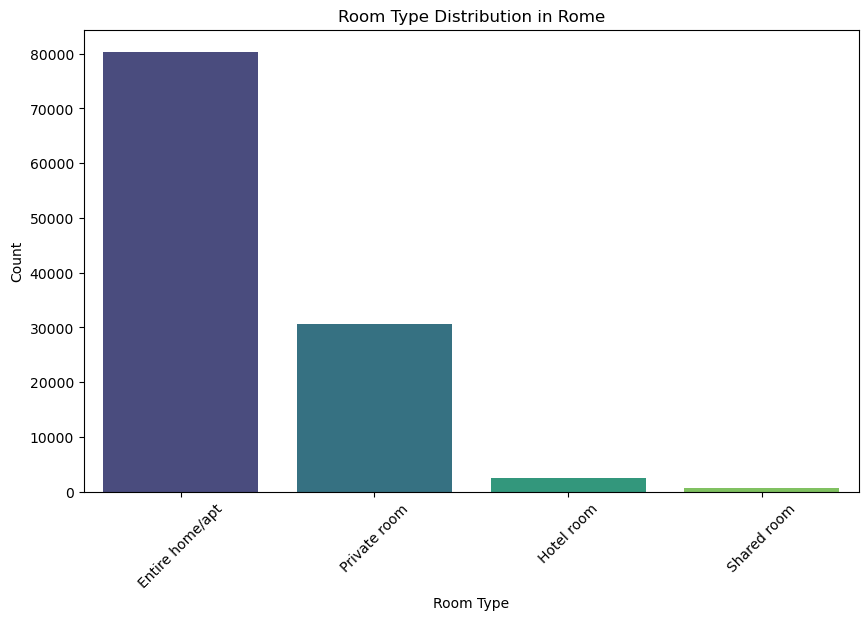 Room Type Distribution in Rome
80000
70000
60000
50000
40000
30000
20000
10000
0
Count
Entire home/apt
Private room
Hotel room
Shared room
Room Type